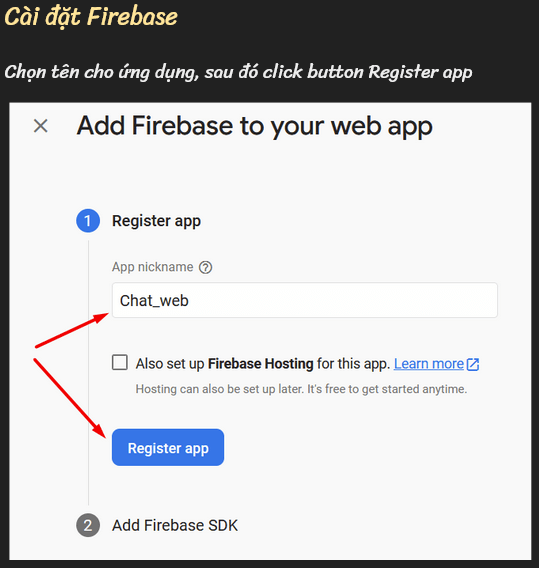 Cài đặt Firebase
Chọn tên cho ứng dụng, sau đó click button Register app
Add Firebase to your web app
1 Register app
App nickname
Chat_web
Also set up Firebase Hosting for this app. Learn more
Hosting can also be set up later. It's free to get started anytime.
Register app
2 Add Firebase SDK